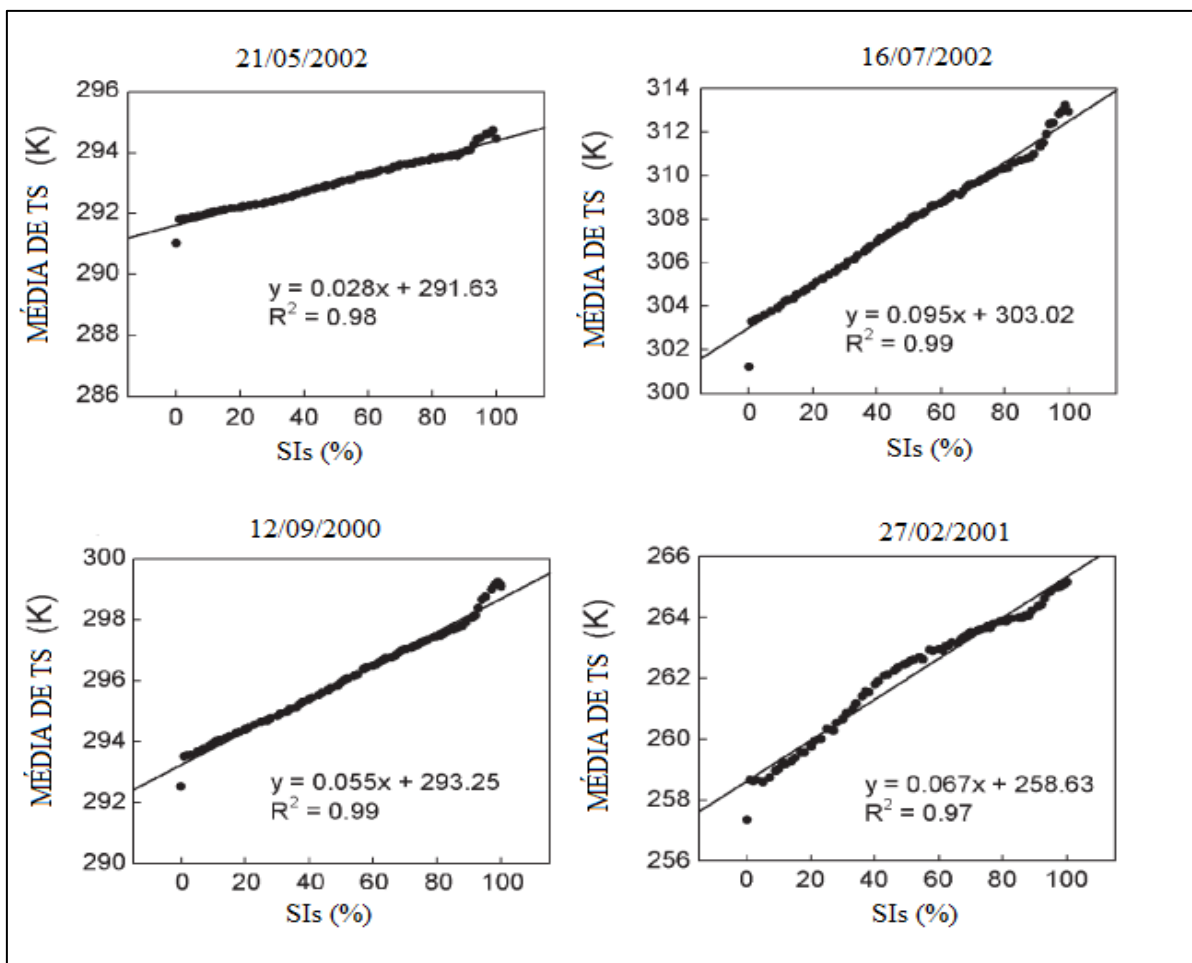 21/05/2002
MÉDIA DE TS (K)
296
294
292
290
288
286
y = 0.028x + 291.63
R² = 0.98
0 20 40 60 80 100
SIs (%)
16/07/2002
MÉDIA DE TS (K)
314
312
310
308
306
304
302
300
y = 0.095x + 303.02
R² = 0.99
0 20 40 60 80 100
SIs (%)
12/09/2000
MÉDIA DE TS (K)
300
298
296
294
292
290
y = 0.055x + 293.25
R² = 0.99
0 20 40 60 80 100
SIs (%)
27/02/2001
MÉDIA DE TS (K)
266
264
262
260
258
256
y = 0.067x + 258.63
R² = 0.97
0 20 40 60 80 100
SIs (%)